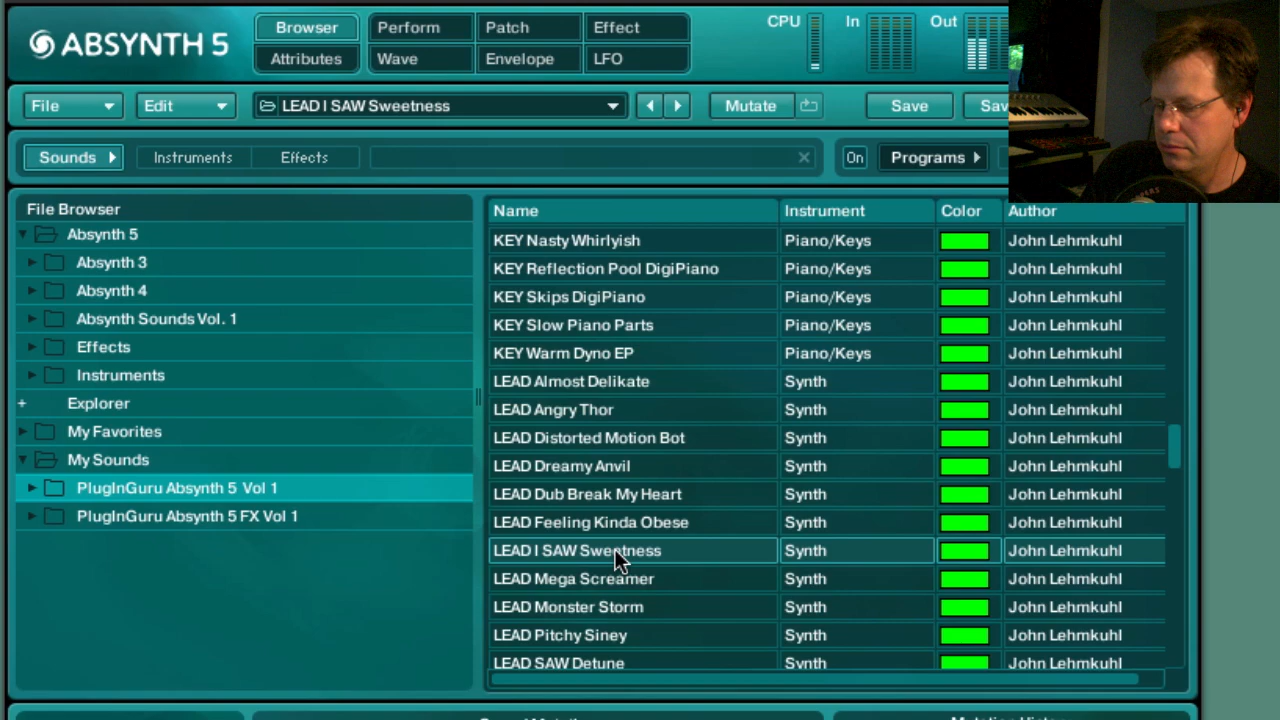 ABSYNTH 5
Browser Perform Patch Effect
Attributes Wave Envelope LFO
CPU In Out
File Edit LEAD I SAW Sweetness Mutate Save Sav
Sounds Instruments Effects On Programs
File Browser
Absynth 5
Absynth 3
Absynth 4
Absynth Sounds Vol. 1
Effects
Instruments
+ Explorer
My Favorites
My Sounds
PlugInGuru Absynth 5 Vol 1
PlugInGuru Absynth 5 FX Vol 1
Name Instrument Color Author
KEY Nasty Whirlyish Piano/Keys John Lehmkuhl
KEY Reflection Pool DigiPiano Piano/Keys John Lehmkuhl
KEY Skips DigiPiano Piano/Keys John Lehmkuhl
KEY Slow Piano Parts Piano/Keys John Lehmkuhl
KEY Warm Dyno EP Piano/Keys John Lehmkuhl
LEAD Almost Delikate Synth John Lehmkuhl
LEAD Angry Thor Synth John Lehmkuhl
LEAD Distorted Motion Bot Synth John Lehmkuhl
LEAD Dreamy Anvil Synth John Lehmkuhl
LEAD Dub Break My Heart Synth John Lehmkuhl
LEAD Feeling Kinda Obese Synth John Lehmkuhl
LEAD I SAW Sweetness Synth John Lehmkuhl
LEAD Mega Screamer Synth John Lehmkuhl
LEAD Monster Storm Synth John Lehmkuhl
LEAD Pitchy Siney Synth John Lehmkuhl
LEAD SAW Detune Synth John Lehmkuhl